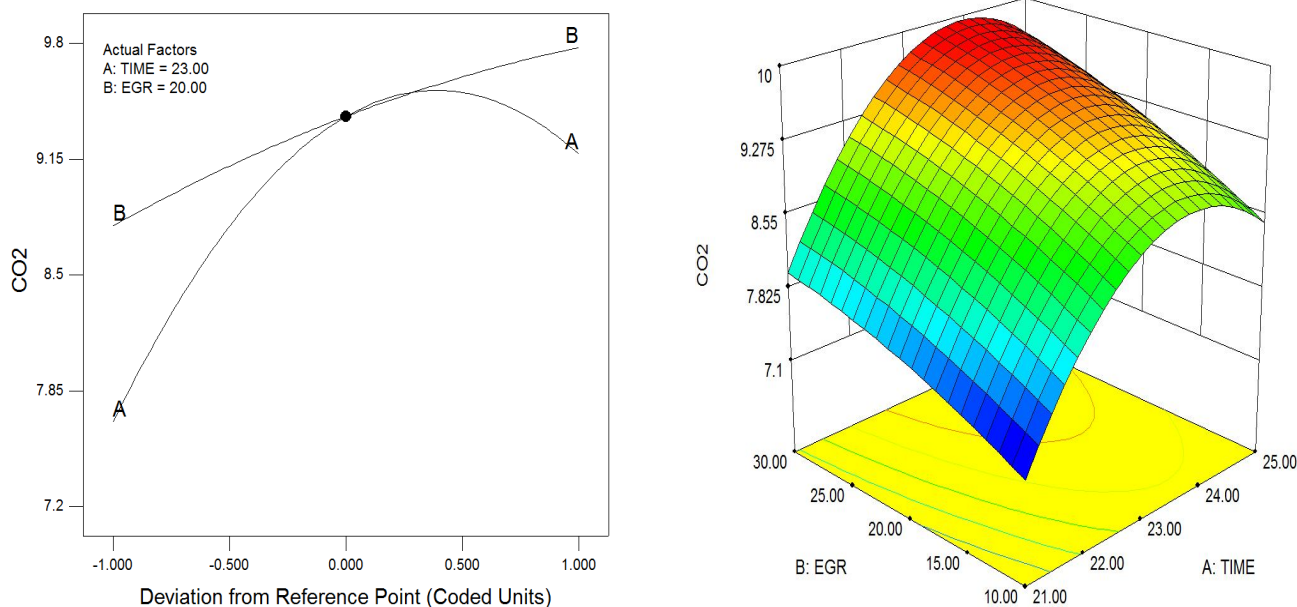 Actual Factors
A: TIME = 23.00
B: EGR = 20.00
9.8
9.15
8.5
7.85
7.2
CO2
B
A
B
A
-1.000
-0.500
0.000
0.500
1.000
Deviation from Reference Point (Coded Units)
10
9.275
8.55
7.825
7.1
CO2
30.00
25.00
20.00
15.00
10.00
B: EGR
25.00
24.00
23.00
22.00
21.00
A: TIME